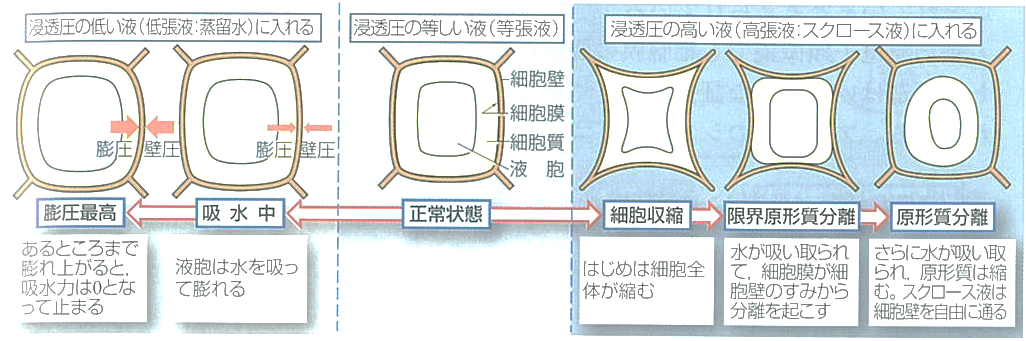 浸透圧の低い液(低張液:蒸留水)に入れる
浸透圧の等しい液(等張液)
浸透圧の高い液(高張液:スクロース液)に入れる
膨圧 壁圧
膨圧 壁圧
細胞壁
細胞膜
細胞質
液胞
膨圧最高
吸水中
正常状態
細胞収縮
限界原形質分離
原形質分離
あるところまで
膨れ上がると,
吸水力は0とな
って止まる
液胞は水を吸っ
て膨れる
はじめは細胞全
体が縮む
水が吸い取られ
て,細胞膜が細
胞壁のすみから
分離を起こす
さらに水が吸い取
られ,原形質は縮
む。スクロース液は
細胞壁を自由に通る